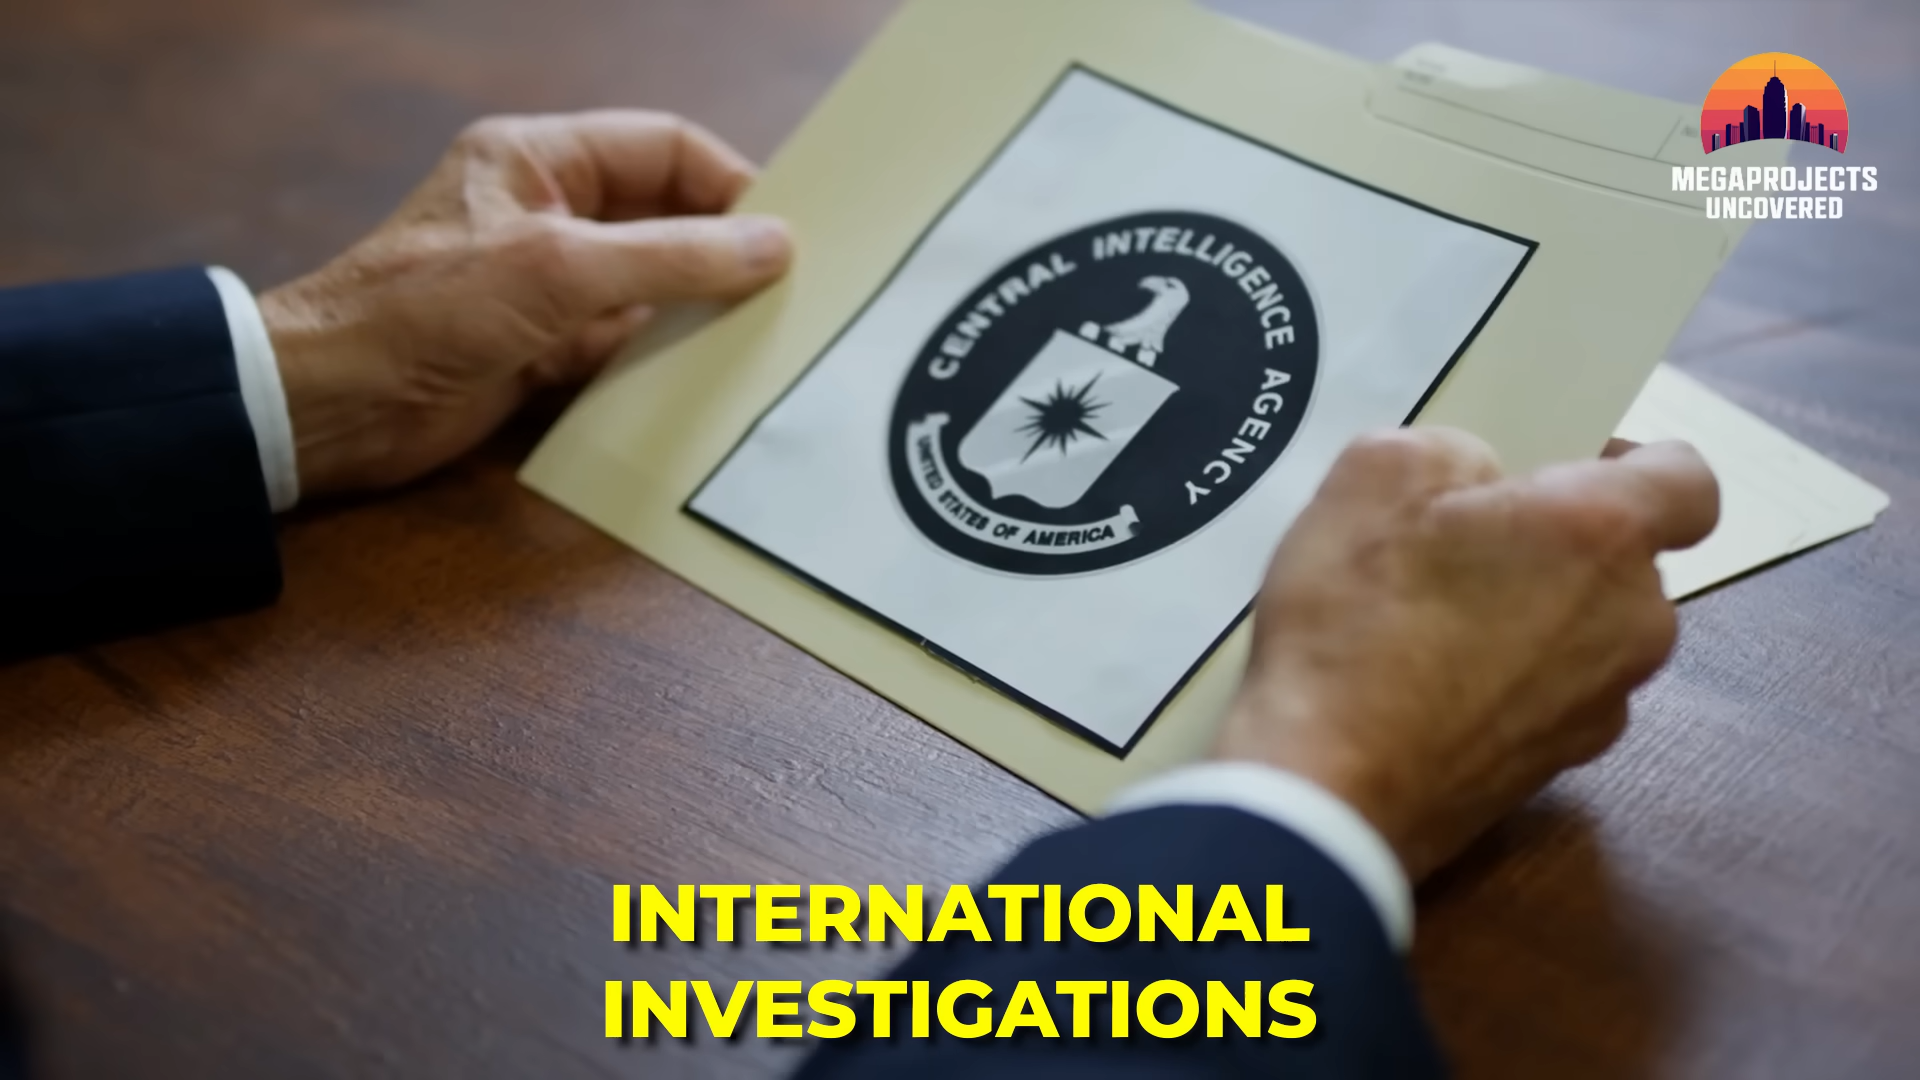 MEGAPROJECTS
UNCOVERED
CENTRAL INTELLIGENCE AGENCY
UNITED STATES OF AMERICA
INTERNATIONAL
INVESTIGATIONS